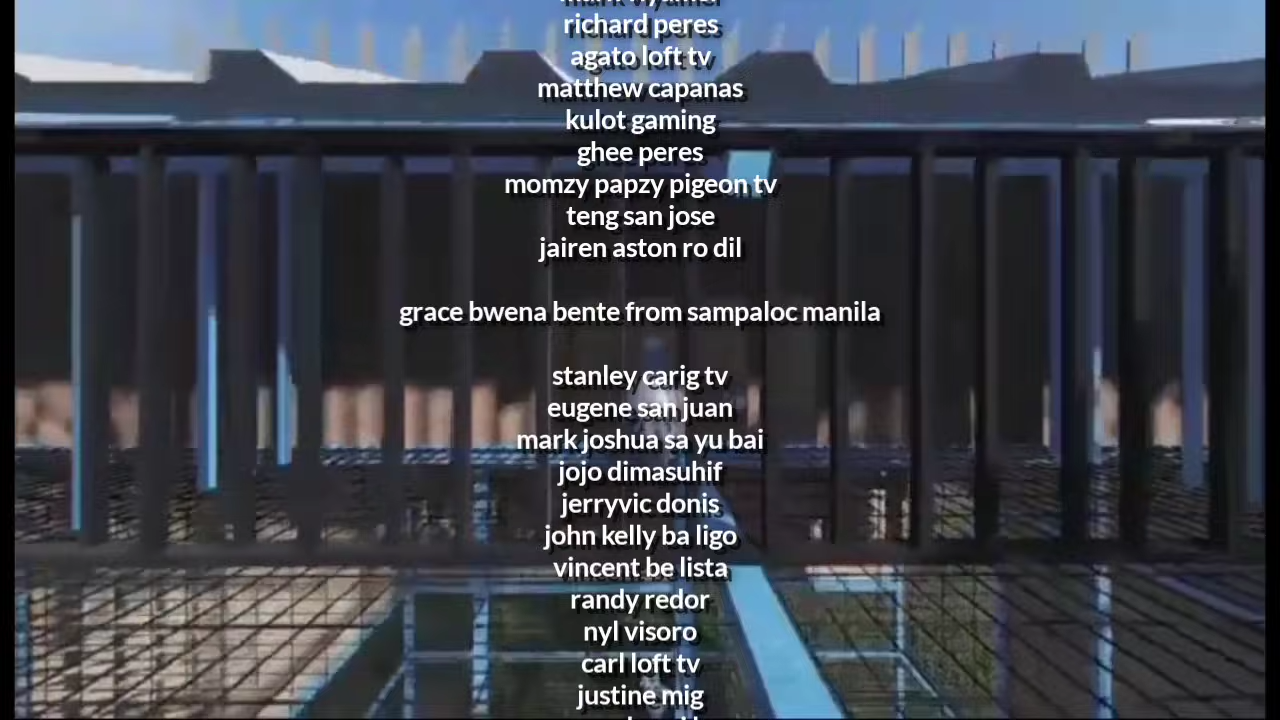 richard peres
agato loft tv
matthew capanas
kulot gaming
ghee peres
momzy papzy pigeon tv
teng san jose
jairen aston ro dil
grace bwena bente from sampaloc manila
stanley carig tv
eugene san juan
mark joshua sa yu bai
jojo dimasuhif
jerryvic donis
john kelly ba ligo
vincent be lista
randy redor
nyl visoro
carl loft tv
justine mig